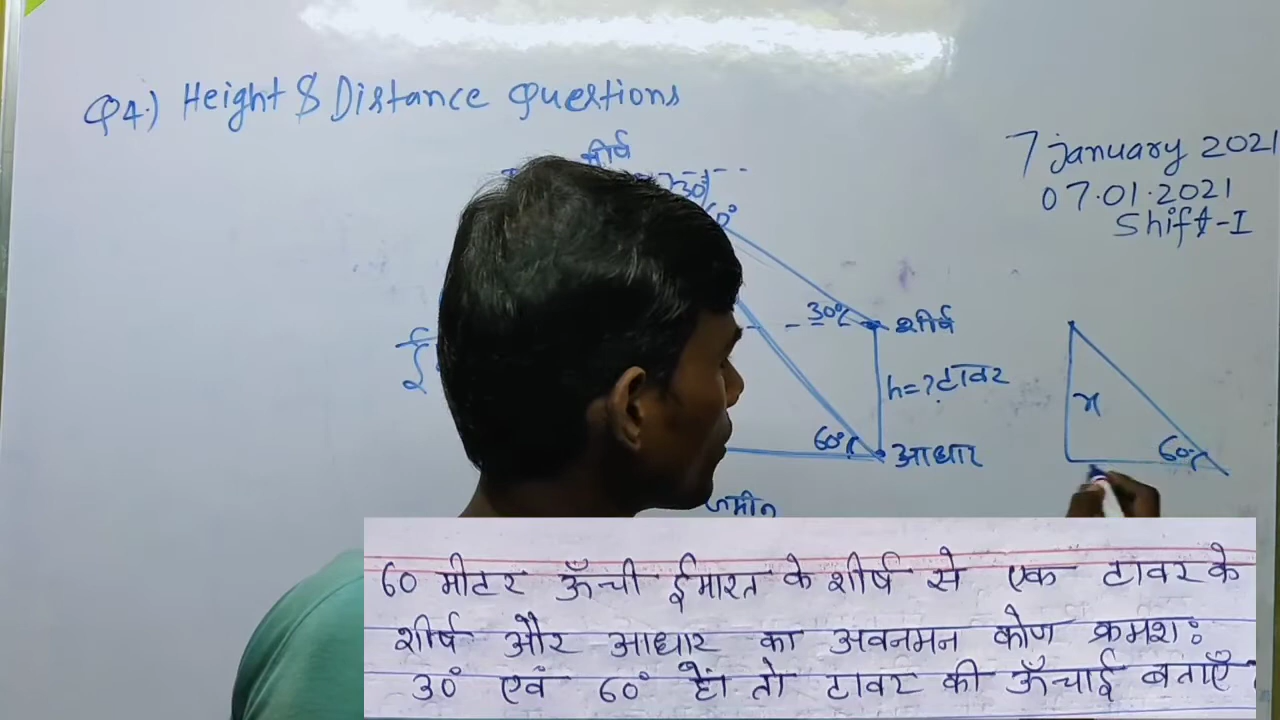 Q4.) Height & Distance Questions
शीर्ष
30°
60°
7 January 2021
07.01.2021
Shift-I
30°
शीर्ष
h=?
टावर
60°
आधार
जमीन
x
60°
60 मीटर ऊँची ईमारत के शीर्ष से एक टावर के
शीर्ष और आधार का अवनमन कोण क्रमश:
30° एवं 60° हैं। तो टावर की ऊँचाई बताएँ।